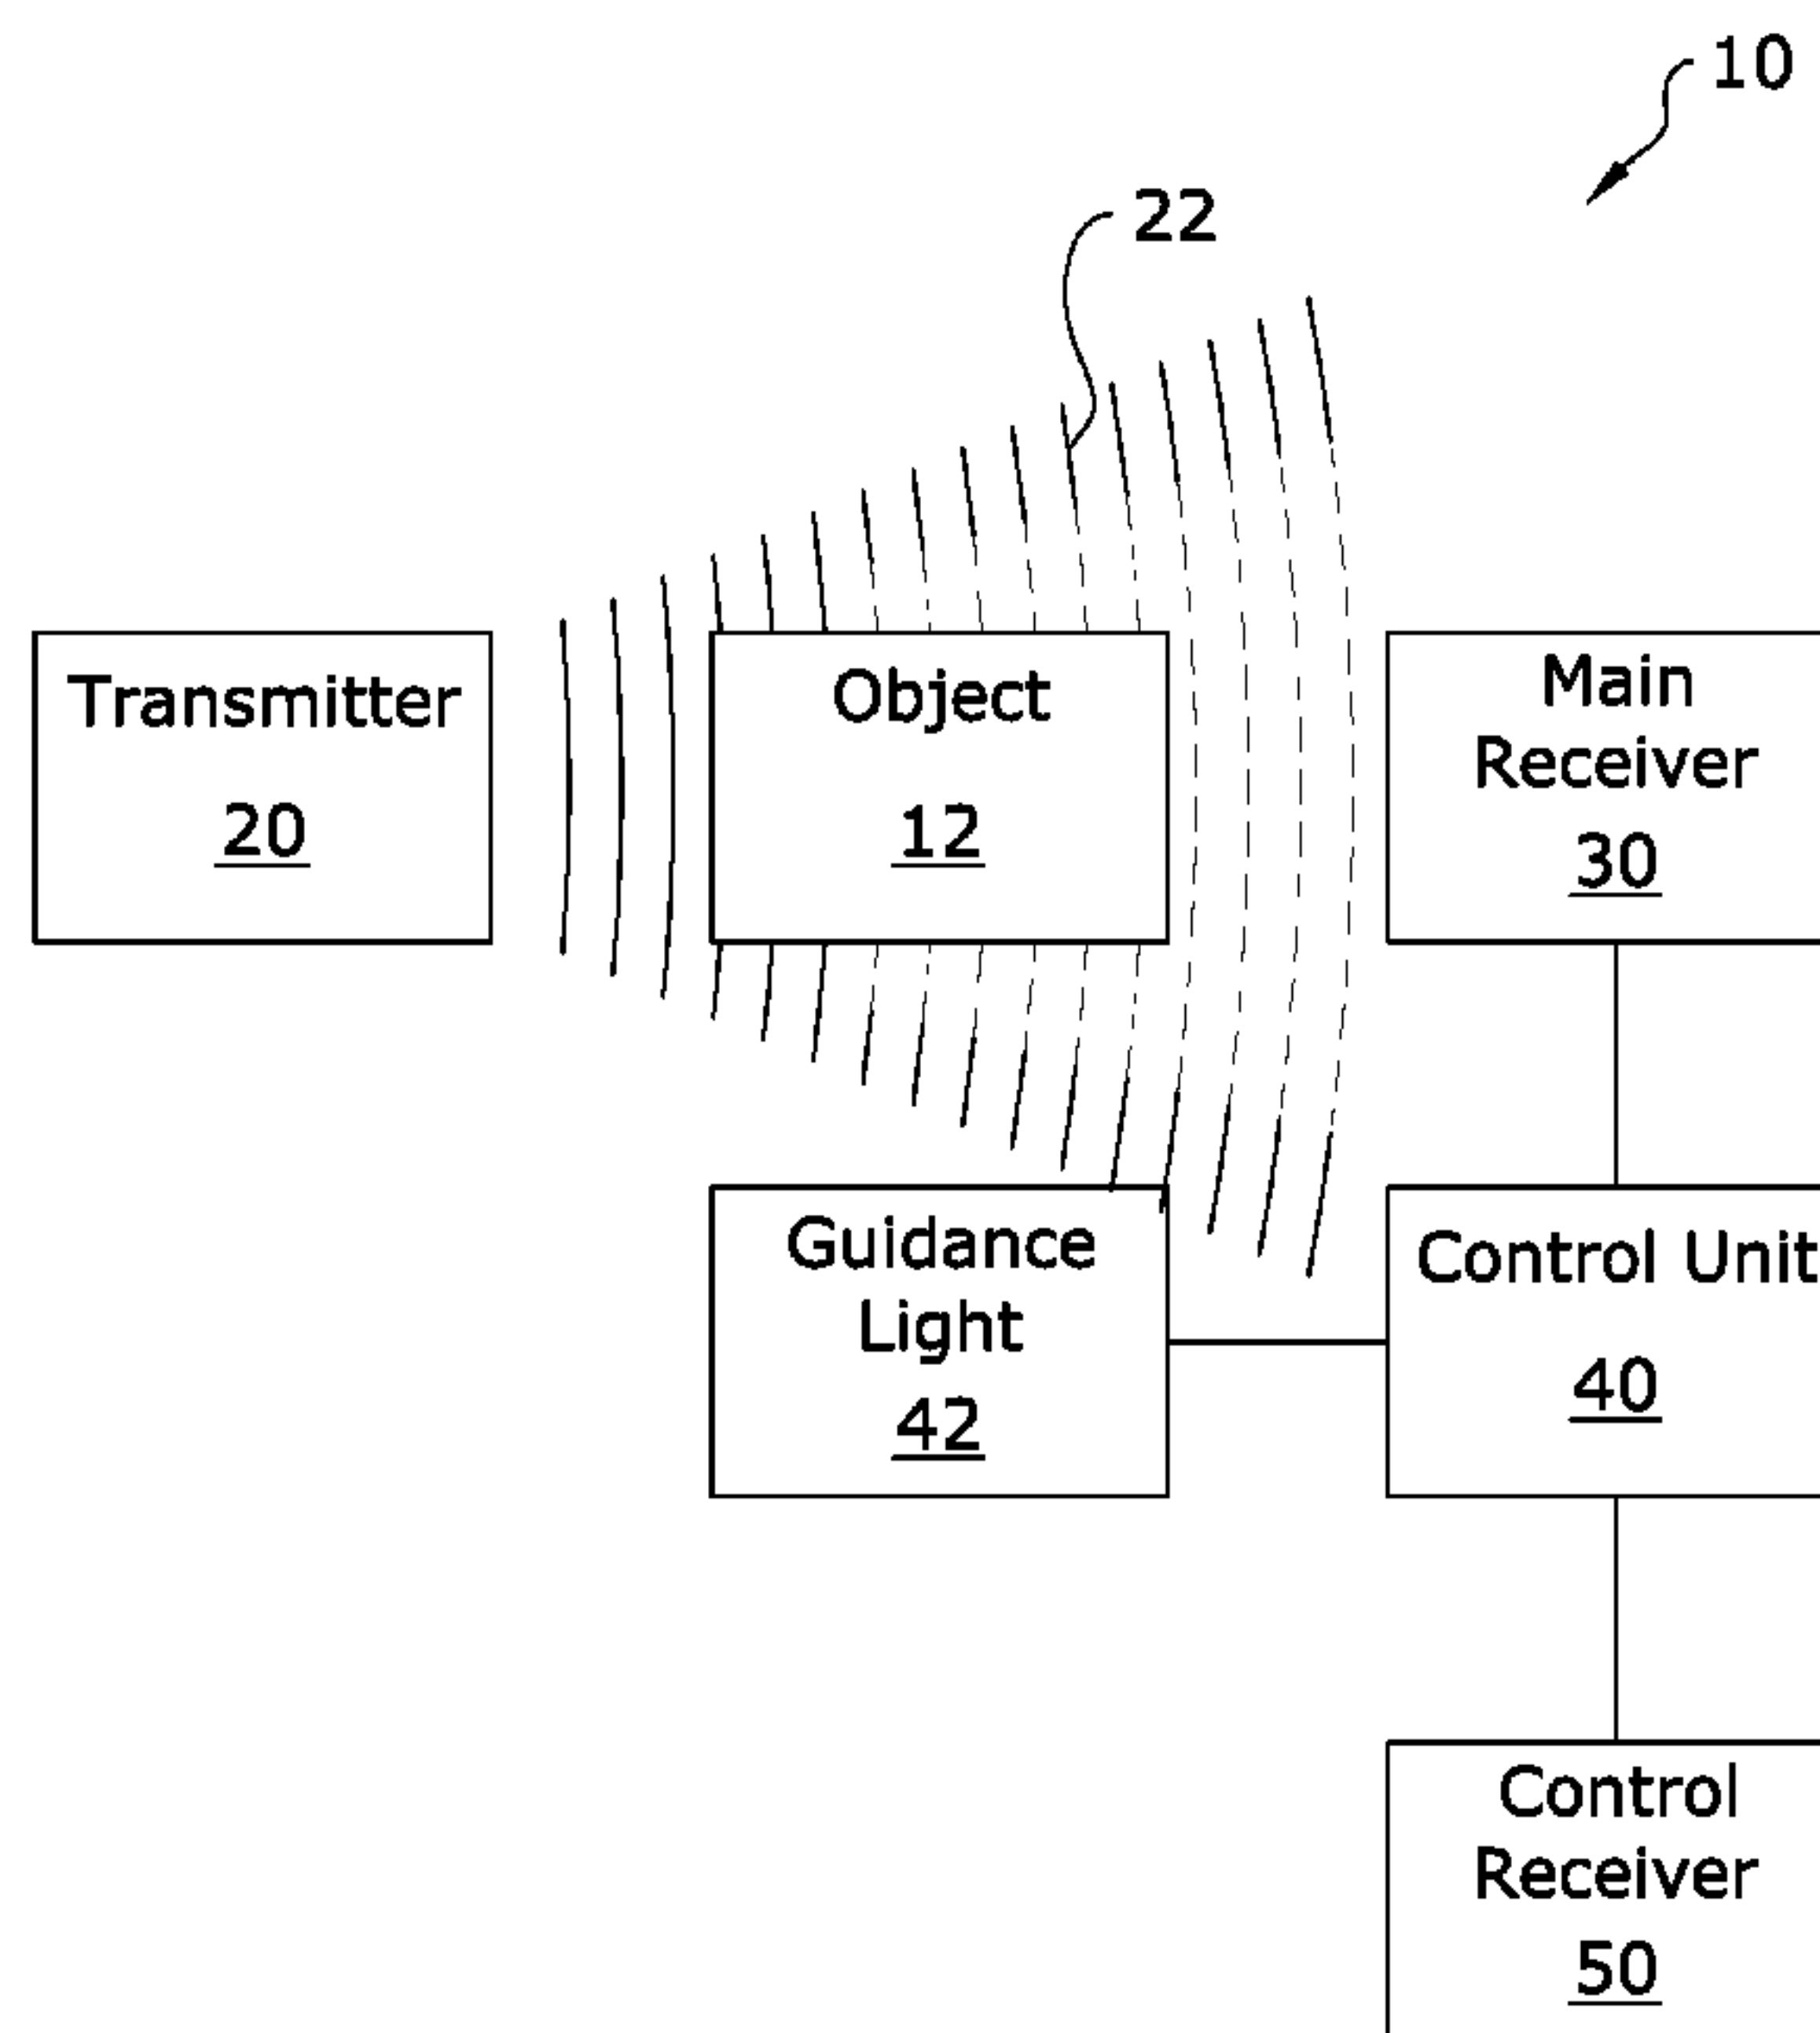 10
22
Transmitter
20
Object
12
Main
Receiver
30
Guidance
Light
42
Control Unit
40
Control
Receiver
50